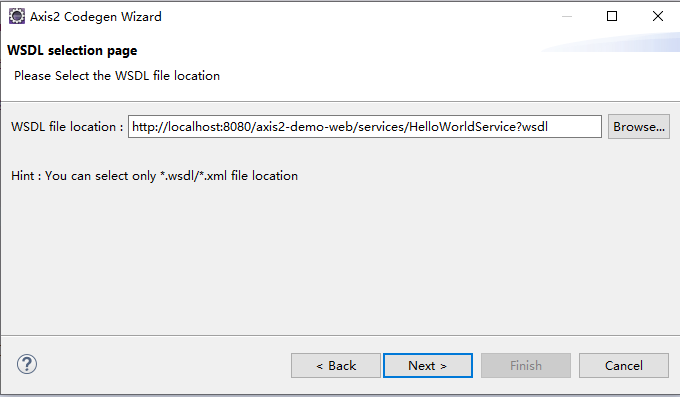 Axis2 Codegen Wizard
WSDL selection page
Please Select the WSDL file location
WSDL file location : http://localhost:8080/axis2-demo-web/services/HelloWorldService?wsdl Browse...
Hint : You can select only *.wsdl/*.xml file location
? < Back Next > Finish Cancel